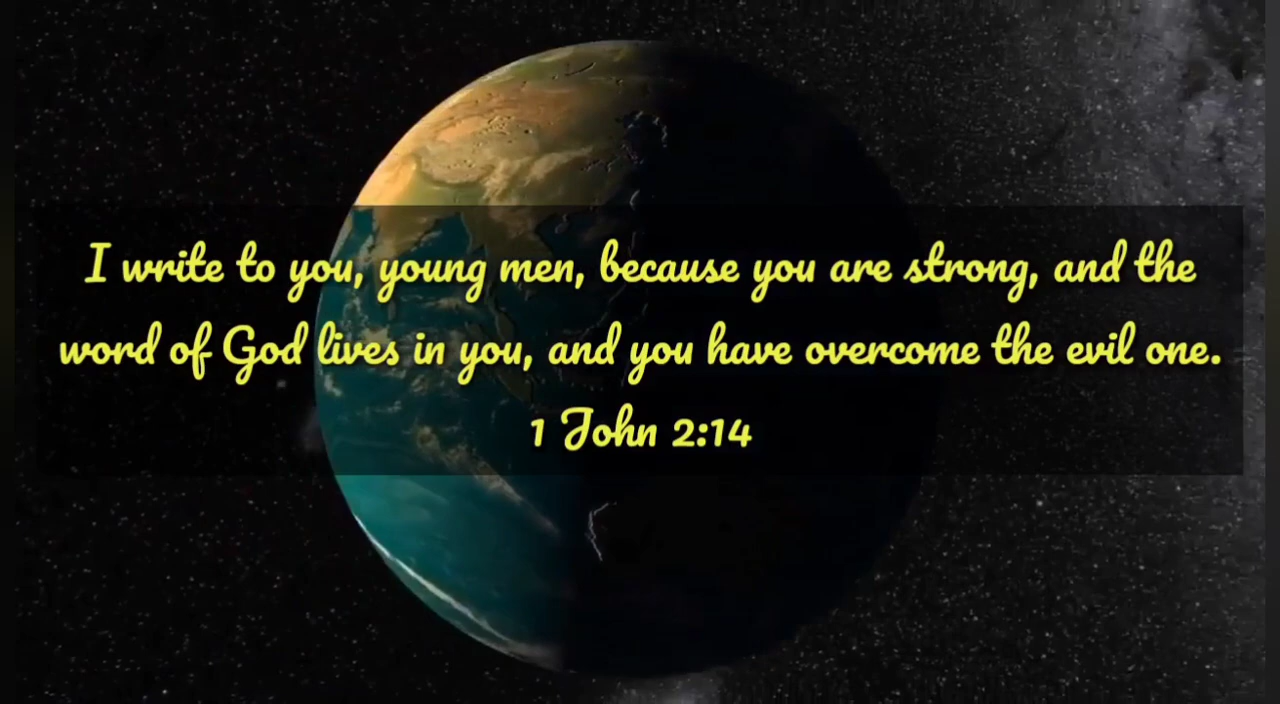 I write to you, young men, because you are strong, and the
word of God lives in you, and you have overcome the evil one.
1 John 2:14